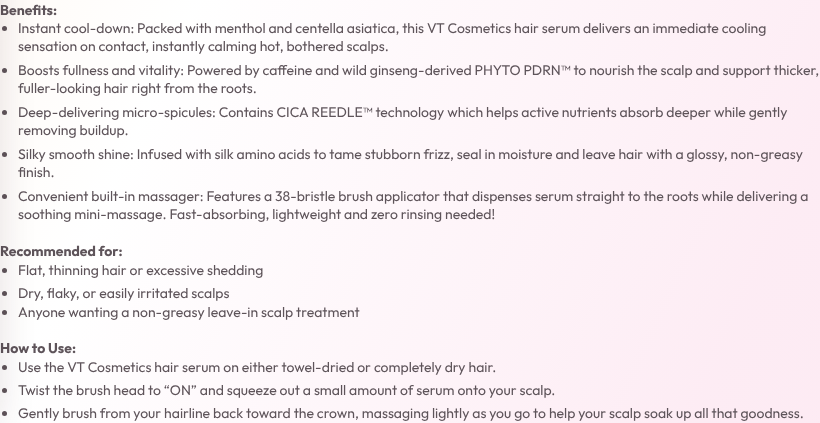 Benefits:
• Instant cool-down: Packed with menthol and centella asiatica, this VT Cosmetics hair serum delivers an immediate cooling
sensation on contact, instantly calming hot, bothered scalps.
• Boosts fullness and vitality: Powered by caffeine and wild ginseng-derived PHYTO PDRN™ to nourish the scalp and support thicker,
fuller-looking hair right from the roots.
• Deep-delivering micro-spicules: Contains CICA REEDLE™ technology which helps active nutrients absorb deeper while gently
removing buildup.
• Silky smooth shine: Infused with silk amino acids to tame stubborn frizz, seal in moisture and leave hair with a glossy, non-greasy
finish.
• Convenient built-in massager: Features a 38-bristle brush applicator that dispenses serum straight to the roots while delivering a
soothing mini-massage. Fast-absorbing, lightweight and zero rinsing needed!
Recommended for:
• Flat, thinning hair or excessive shedding
• Dry, flaky, or easily irritated scalps
• Anyone wanting a non-greasy leave-in scalp treatment
How to Use:
• Use the VT Cosmetics hair serum on either towel-dried or completely dry hair.
• Twist the brush head to “ON” and squeeze out a small amount of serum onto your scalp.
• Gently brush from your hairline back toward the crown, massaging lightly as you go to help your scalp soak up all that goodness.